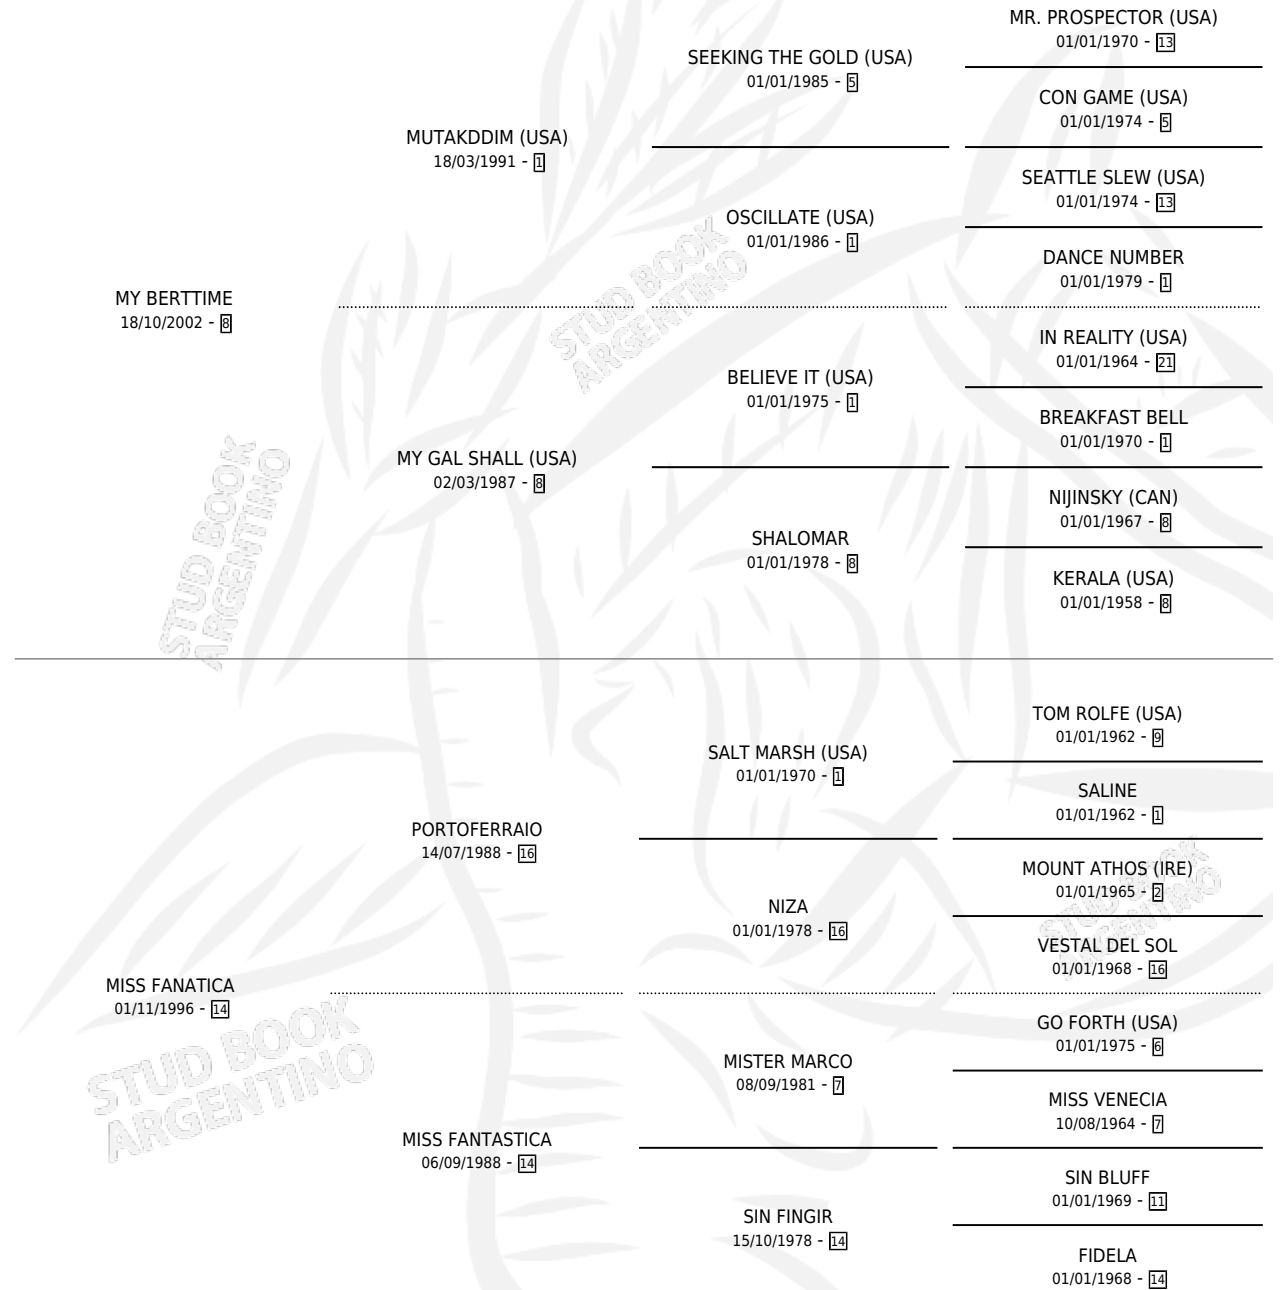 MR. PROSPECTOR (USA)
01/01/1970 - 13
SEEKING THE GOLD (USA)
01/01/1985 - 5
CON GAME (USA)
01/01/1974 - 5
MUTAKDDIM (USA)
18/03/1991 - 1
SEATTLE SLEW (USA)
01/01/1974 - 13
OSCILLATE (USA)
01/01/1986 - 1
DANCE NUMBER
01/01/1979 - 1
MY BERTTIME
18/10/2002 - 8
IN REALITY (USA)
01/01/1964 - 21
BELIEVE IT (USA)
01/01/1975 - 1
BREAKFAST BELL
01/01/1970 - 1
MY GAL SHALL (USA)
02/03/1987 - 8
NIJINSKY (CAN)
01/01/1967 - 8
SHALOMAR
01/01/1978 - 8
KERALA (USA)
01/01/1958 - 8
TOM ROLFE (USA)
01/01/1962 - 9
SALT MARSH (USA)
01/01/1970 - 1
SALINE
01/01/1962 - 1
PORTOFERRAIO
14/07/1988 - 16
MOUNT ATHOS (IRE)
01/01/1965 - 2
NIZA
01/01/1978 - 16
VESTAL DEL SOL
01/01/1968 - 16
MISS FANATICA
01/11/1996 - 14
GO FORTH (USA)
01/01/1975 - 6
MISTER MARCO
08/09/1981 - 7
MISS VENECIA
10/08/1964 - 7
MISS FANTASTICA
06/09/1988 - 14
SIN BLUFF
01/01/1969 - 11
SIN FINGIR
15/10/1978 - 14
FIDELA
01/01/1968 - 14
STUD BOOK
ARGENTINO
STUD BOOK
ARGENTINO
STUD BOOK
ARGENTINO
STUD BOOK
ARGENTINO